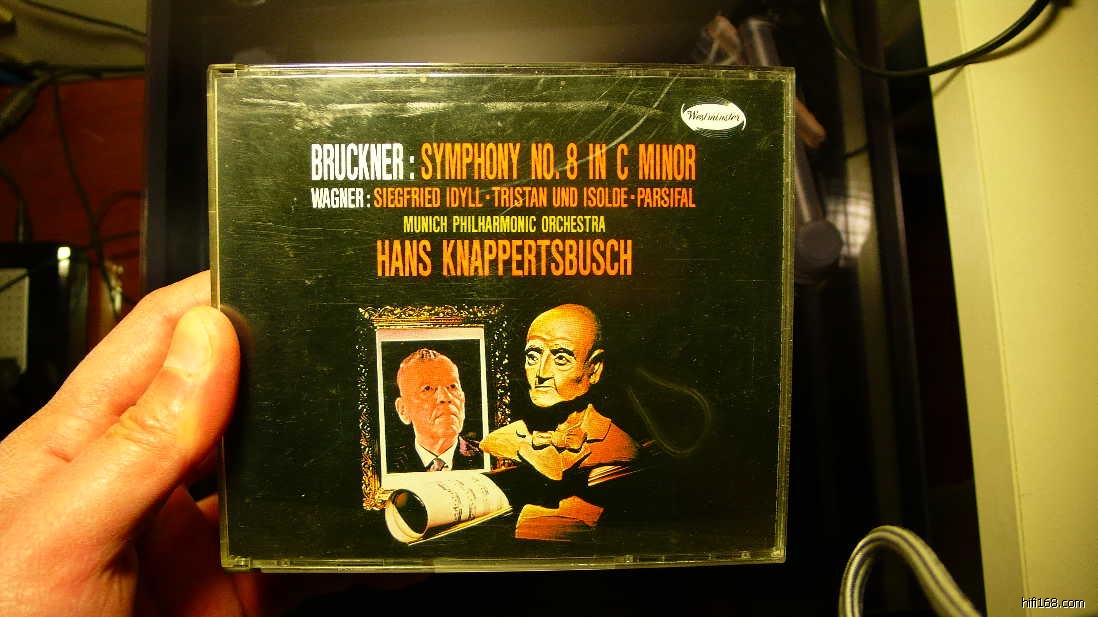 Westminster
BRUCKNER: SYMPHONY NO. 8 IN C MINOR
WAGNER: SIEGFRIED IDYLL · TRISTAN UND ISOLDE · PARSIFAL
MUNICH PHILHARMONIC ORCHESTRA
HANS KNAPPERTSBUSCH
hifi168.com